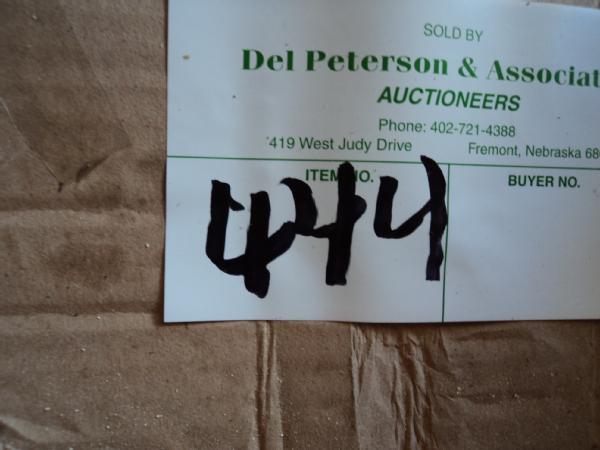 SOLD BY
Del Peterson & Associat
AUCTIONEERS
Phone: 402-721-4388
419 West Judy Drive Fremont, Nebraska 68
ITEM NO. BUYER NO.
444